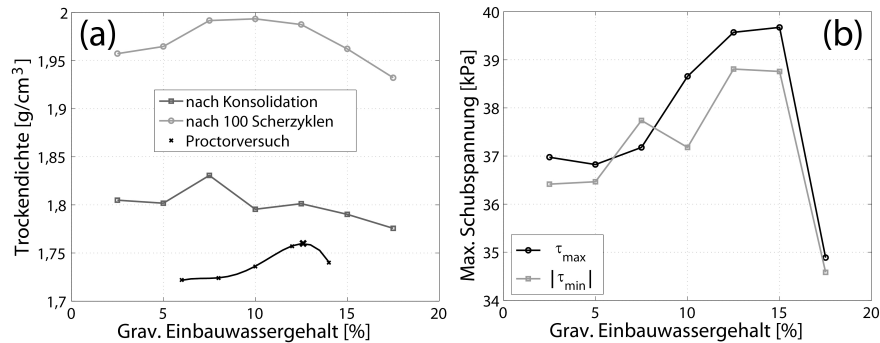 (a)
2
1,95
1,9
1,85
1,8
1,75
1,7
Trockendichte [g/cm³]
nach Konsolidation
nach 100 Scherzyklen
Proctorversuch
0 5 10 15 20
Grav. Einbauwassergehalt [%]
(b)
40
39
38
37
36
35
34
Max. Schubspannung [kPa]
τmax
|τmin|
0 5 10 15 20
Grav. Einbauwassergehalt [%]